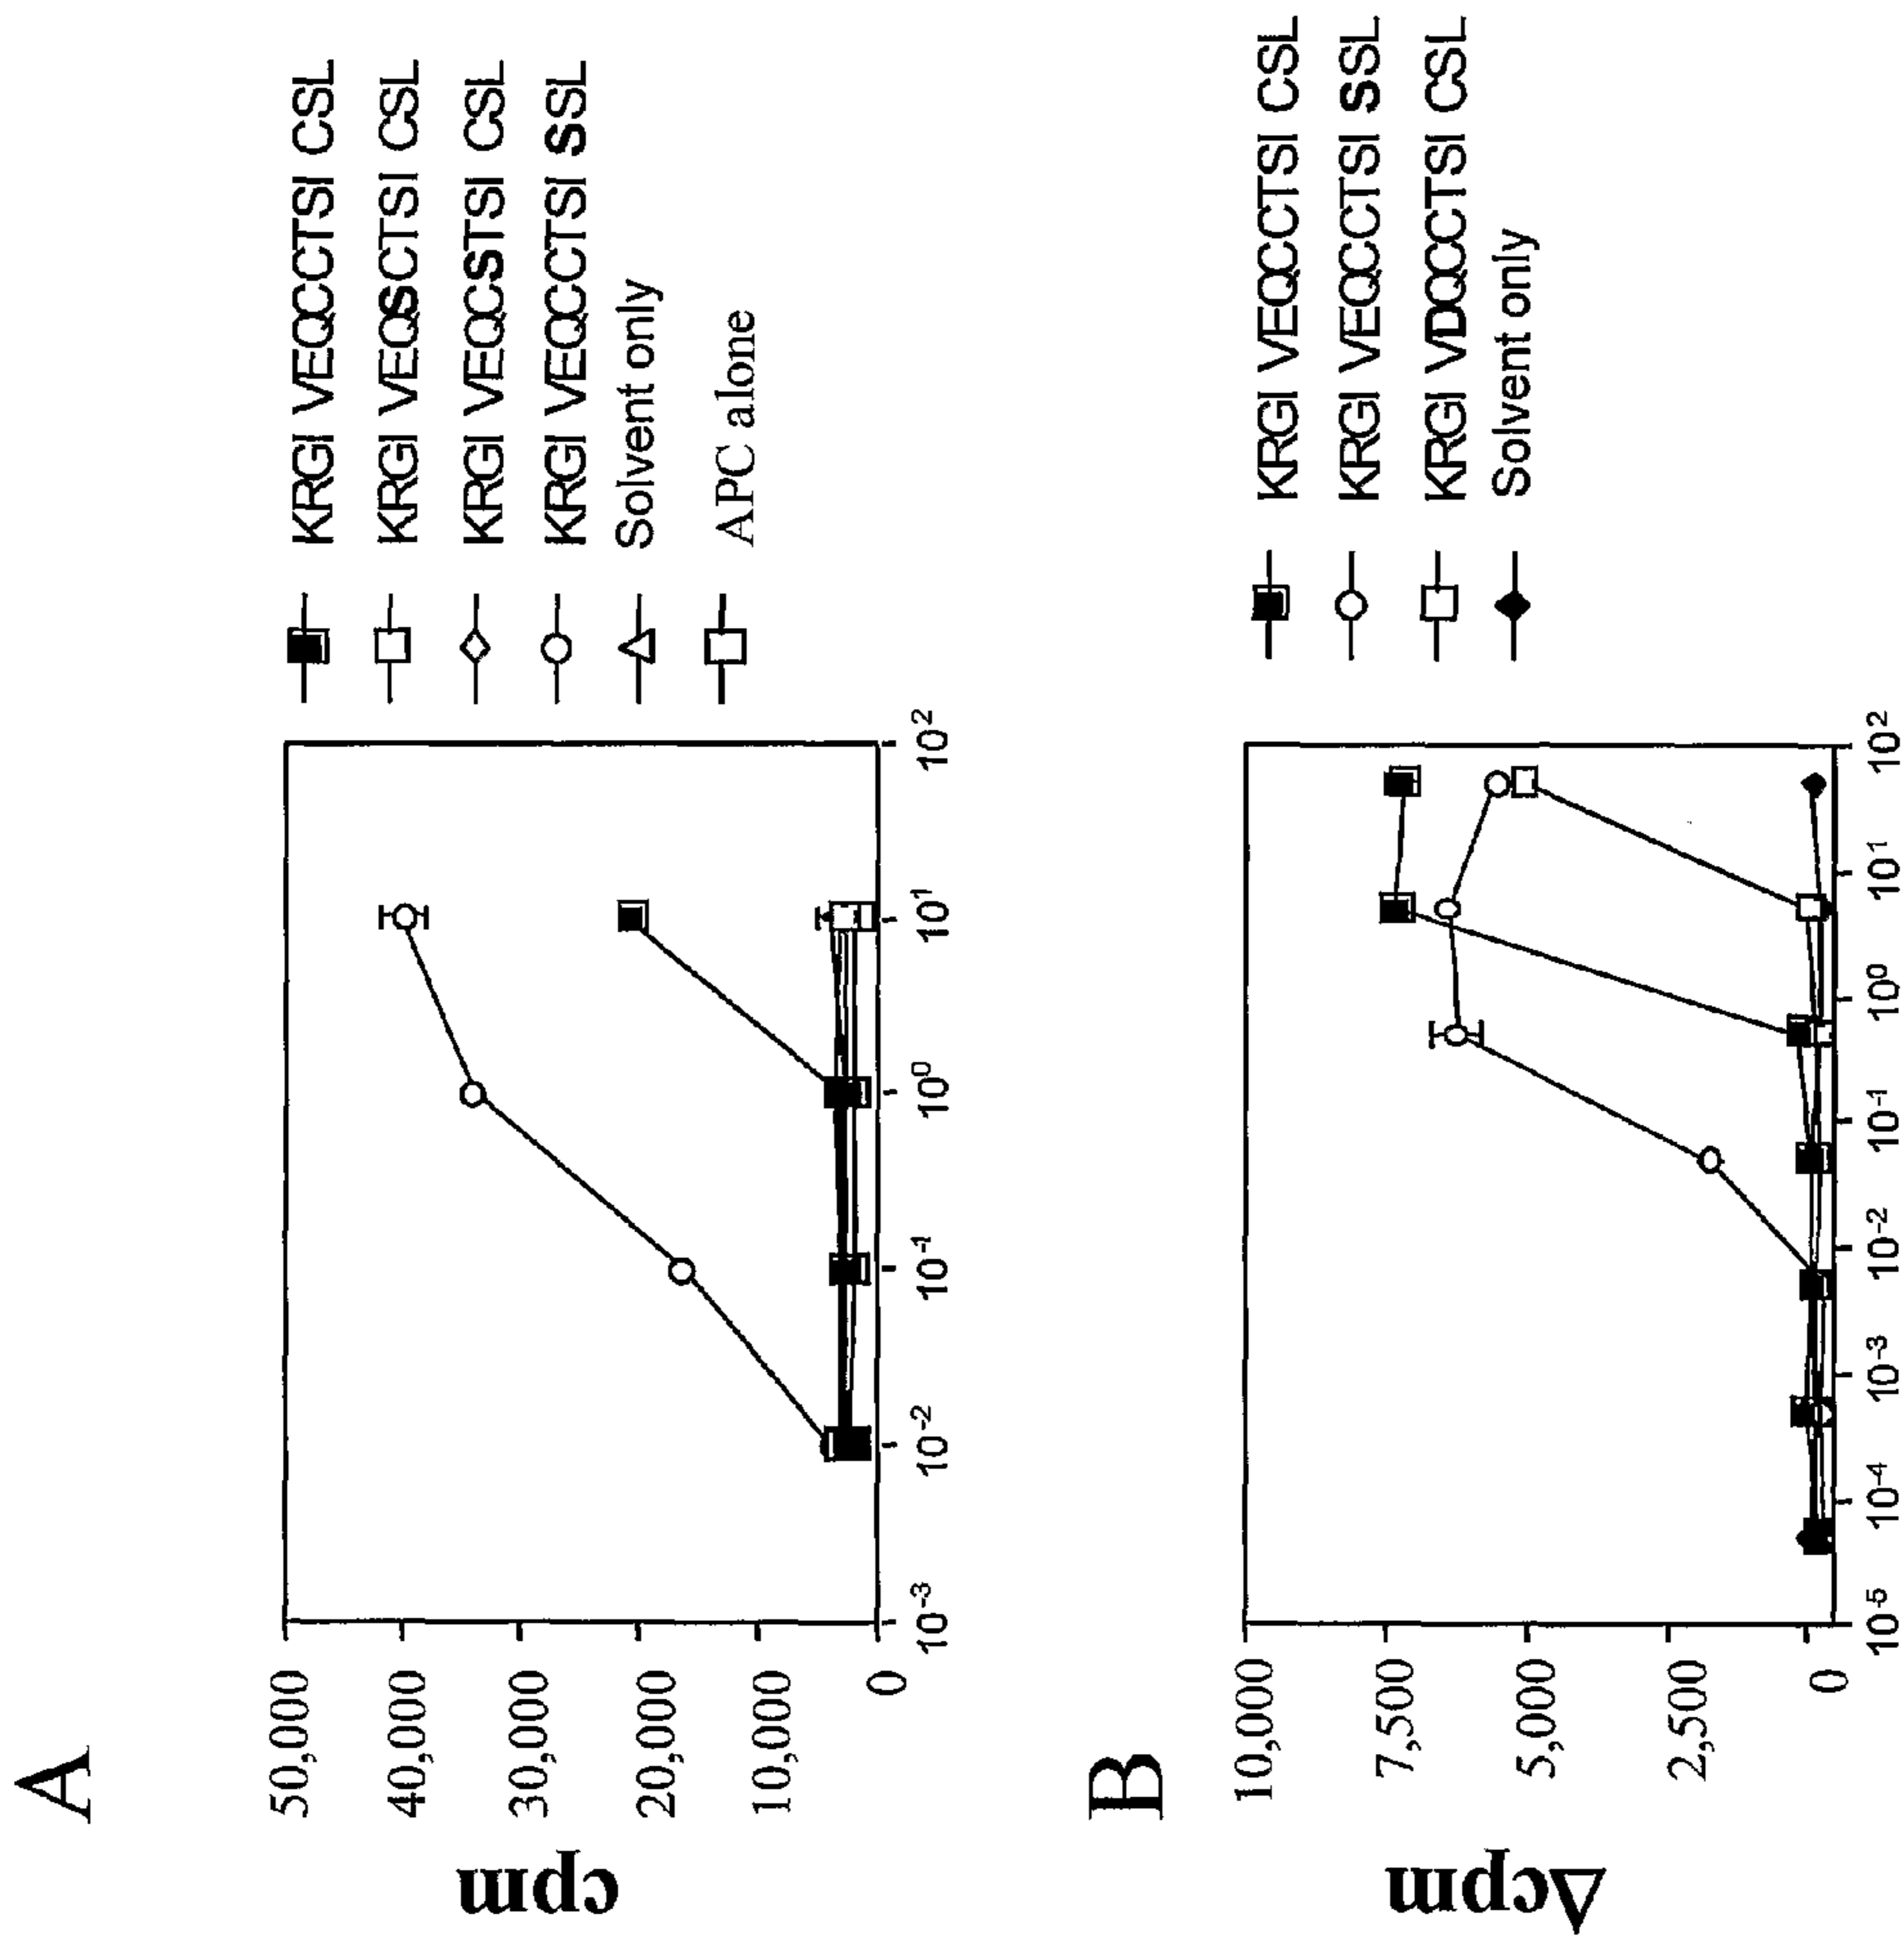 A
cpm
50,000
40,000
30,000
20,000
10,000
0
10-3
10-2
10-1
100
101
102
KRGI VEQCCTSI CSL
KRGI VEQSCTSI CSL
KRGI VEQCSTSI CSL
KRGI VEQCCTSI SSL
Solvent only
APC alone
B
Δcpm
10,000
7,500
5,000
2,500
0
10-5
10-4
10-3
10-2
10-1
100
101
102
KRGI VEQCCTSI CSL
KRGI VEQCCTSI SSL
KRGI VDQCCTSI CSL
Solvent only